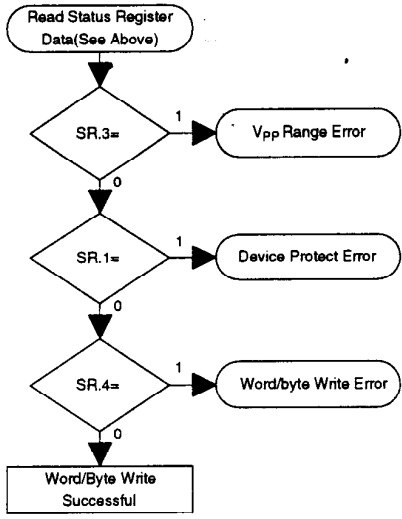 Read Status Register
Data(See Above)
SR.3=
1
VPP Range Error
0
SR.1=
1
Device Protect Error
0
SR.4=
1
Word/byte Write Error
0
Word/Byte Write
Successful